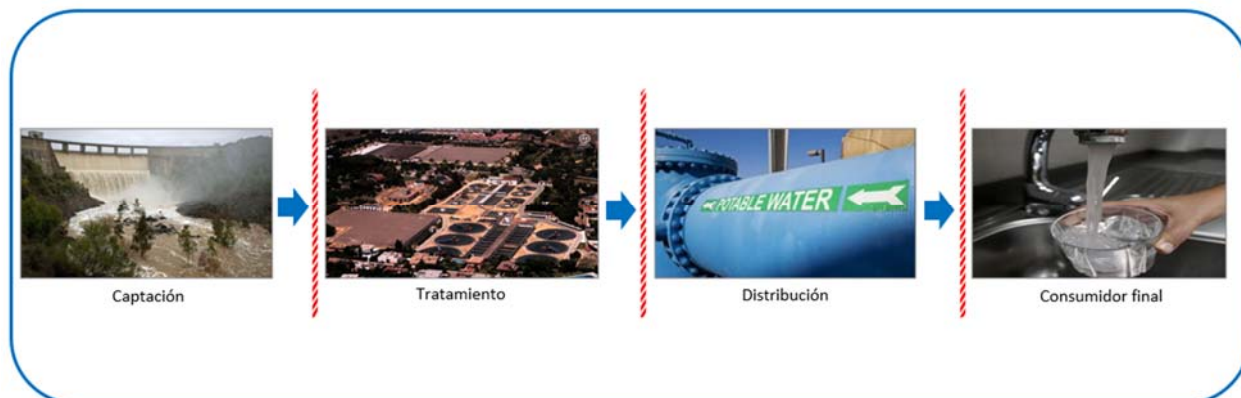 POTABLE WATER
Captación
Tratamiento
Distribución
Consumidor final